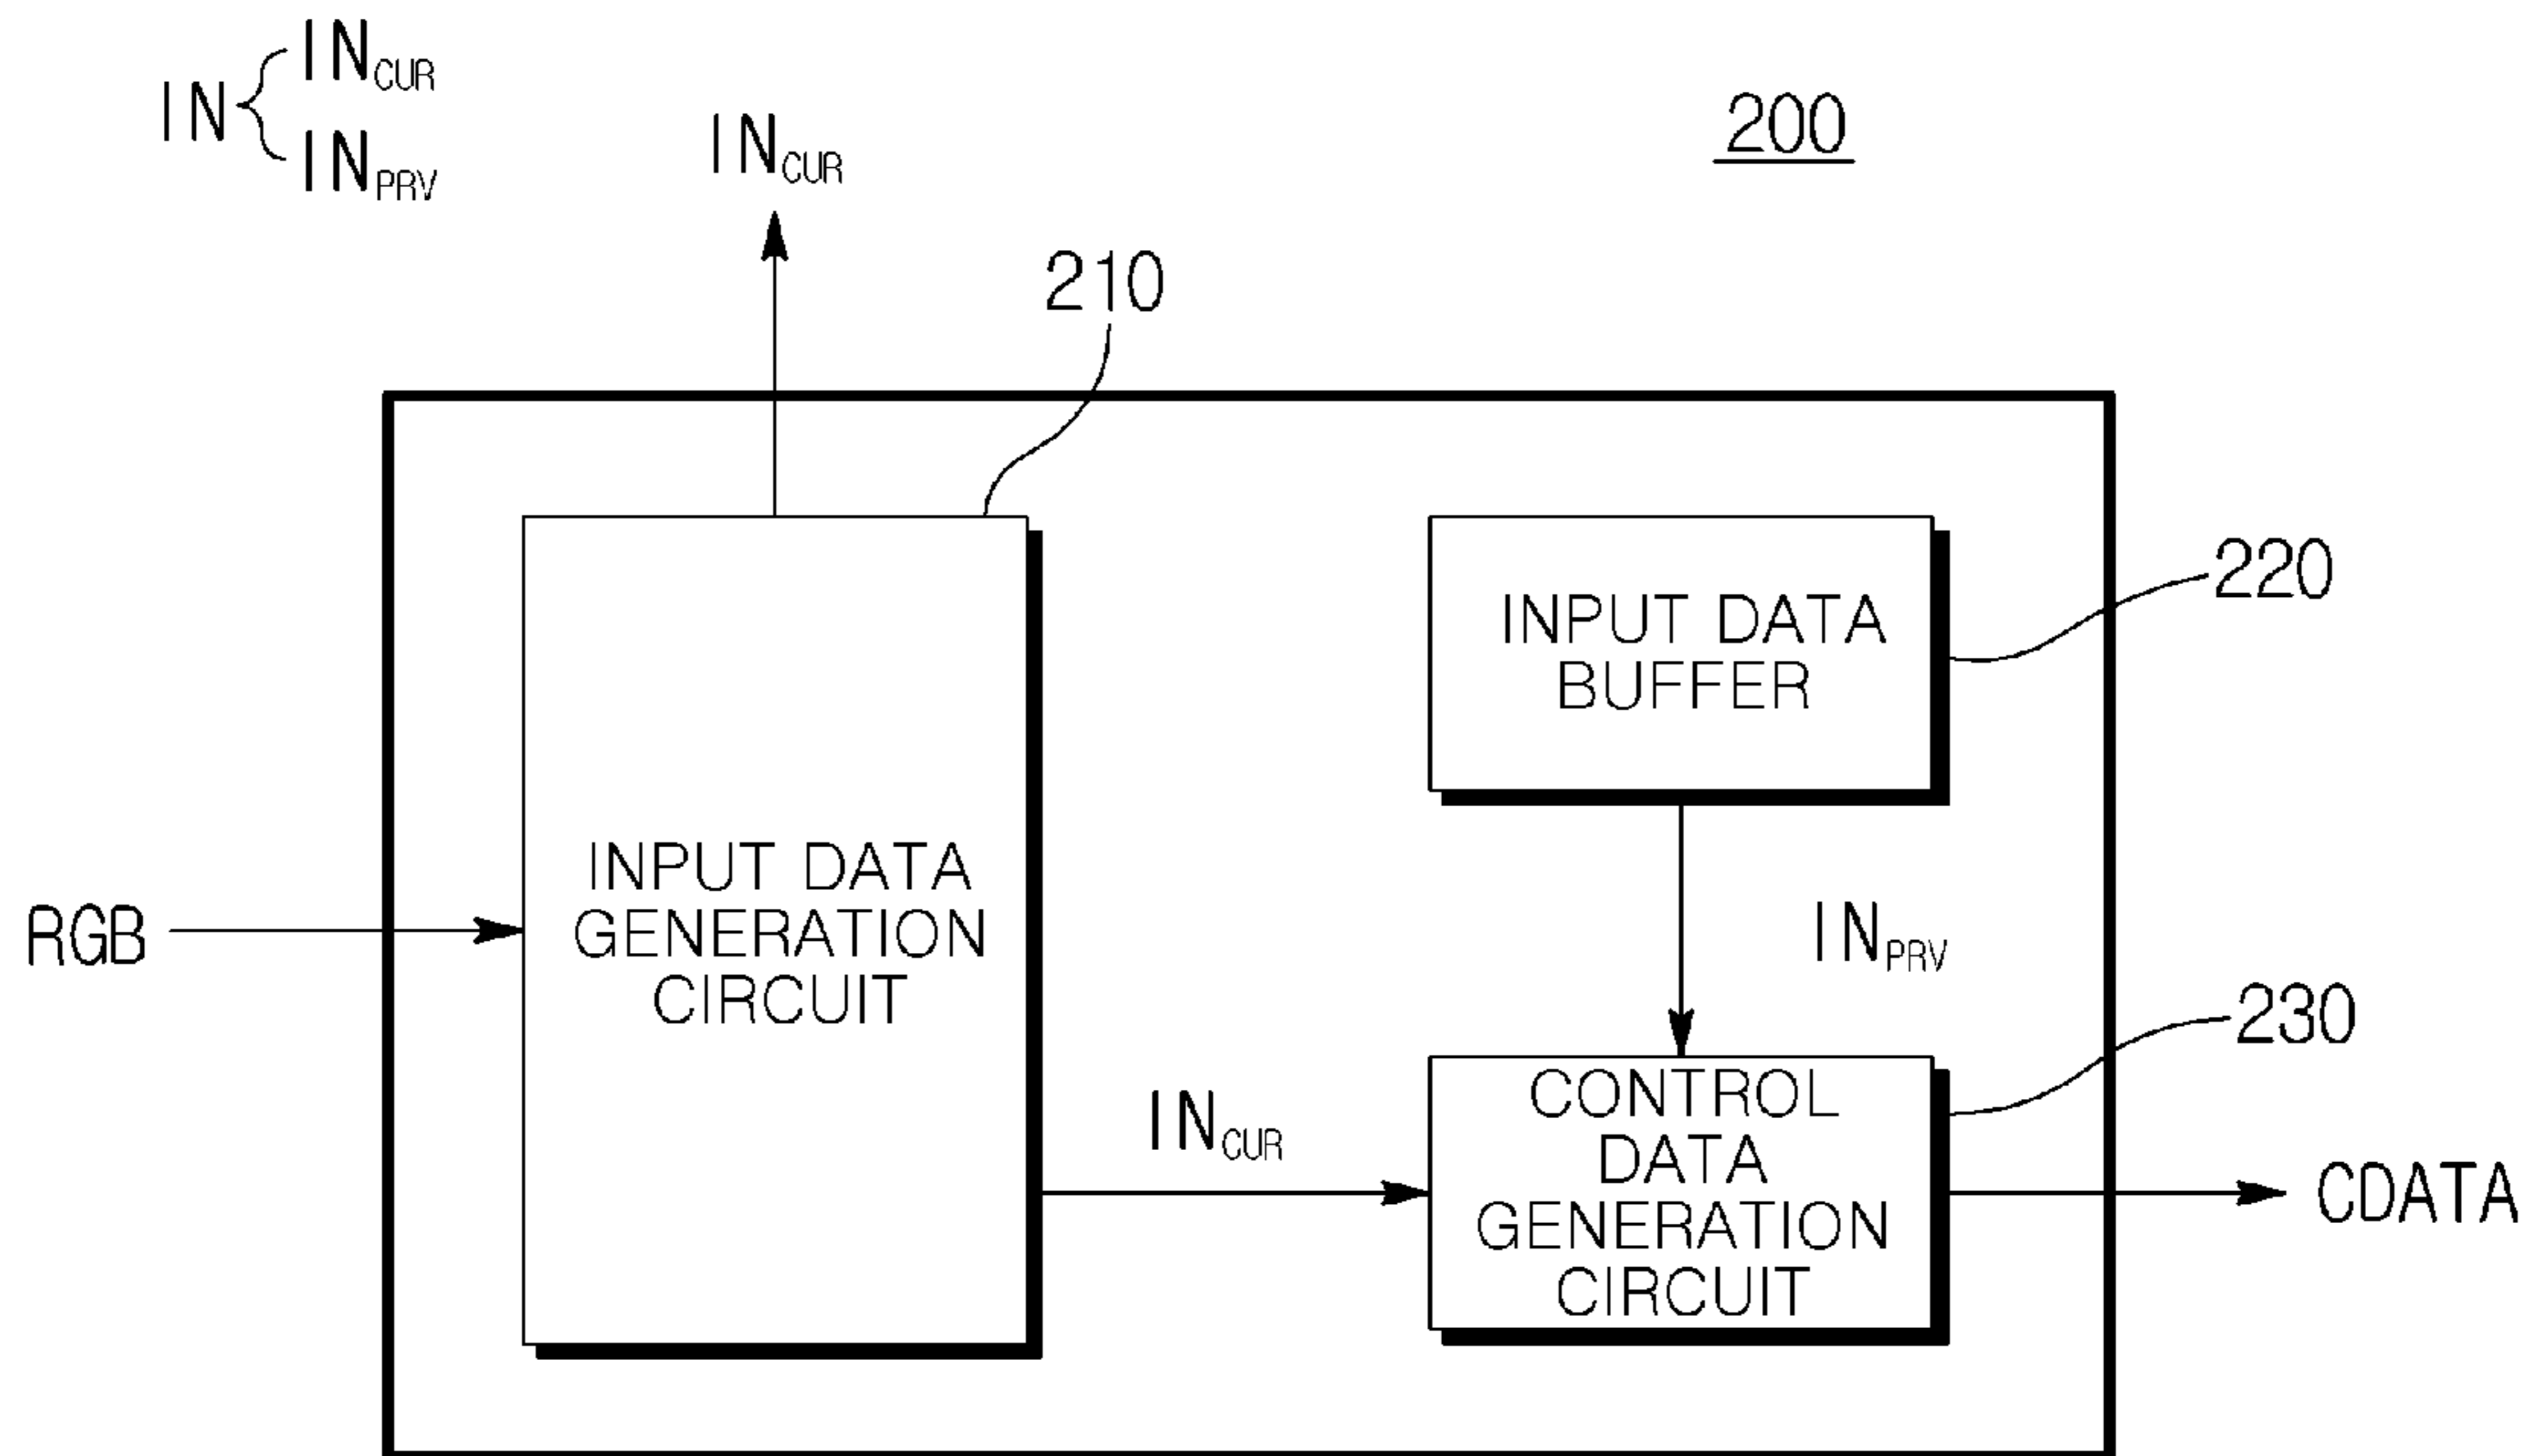 IN
IN_CUR
IN_PRV
IN_CUR
200
210
INPUT DATA
BUFFER
220
RGB
INPUT DATA
GENERATION
CIRCUIT
IN_PRV
IN_CUR
CONTROL
DATA
GENERATION
CIRCUIT
230
CDATA